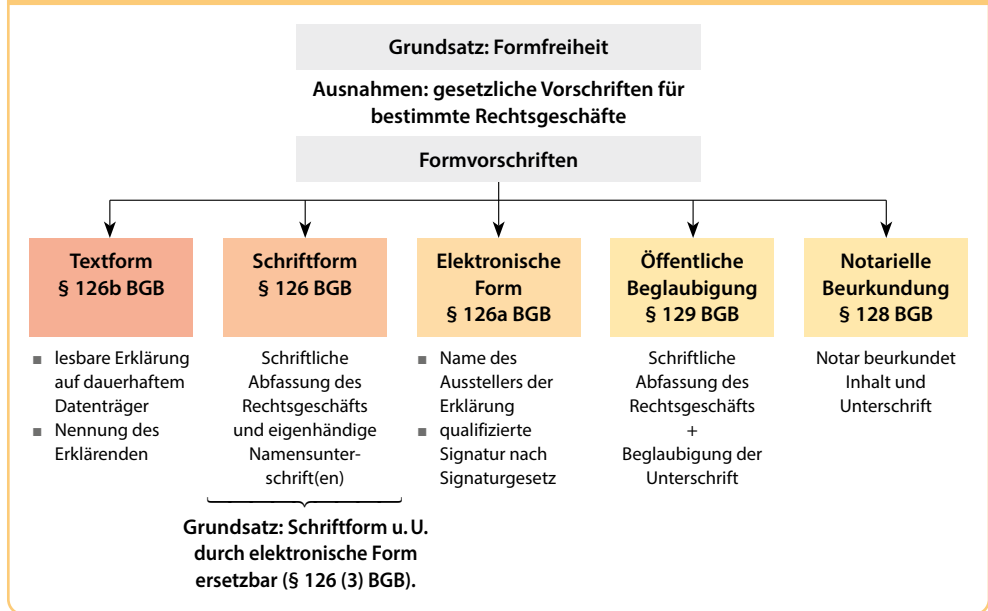 Grundsatz: Formfreiheit
Ausnahmen: gesetzliche Vorschriften für
bestimmte Rechtsgeschäfte
Formvorschriften
Textform
§ 126b BGB
■ lesbare Erklärung
auf dauerhaftem
Datenträger
■ Nennung des
Erklärenden
Schriftform
§ 126 BGB
Schriftliche
Abfassung des
Rechtsgeschäfts
und eigenhändige
Namensunter-
schrift(en)
Grundsatz: Schriftform u. U.
durch elektronische Form
ersetzbar (§ 126 (3) BGB).
Elektronische
Form
§ 126a BGB
■ Name des
Ausstellers der
Erklärung
■ qualifizierte
Signatur nach
Signaturgesetz
Öffentliche
Beglaubigung
§ 129 BGB
Schriftliche
Abfassung des
Rechtsgeschäfts
+
Beglaubigung der
Unterschrift
Notarielle
Beurkundung
§ 128 BGB
Notar beurkundet
Inhalt und
Unterschrift